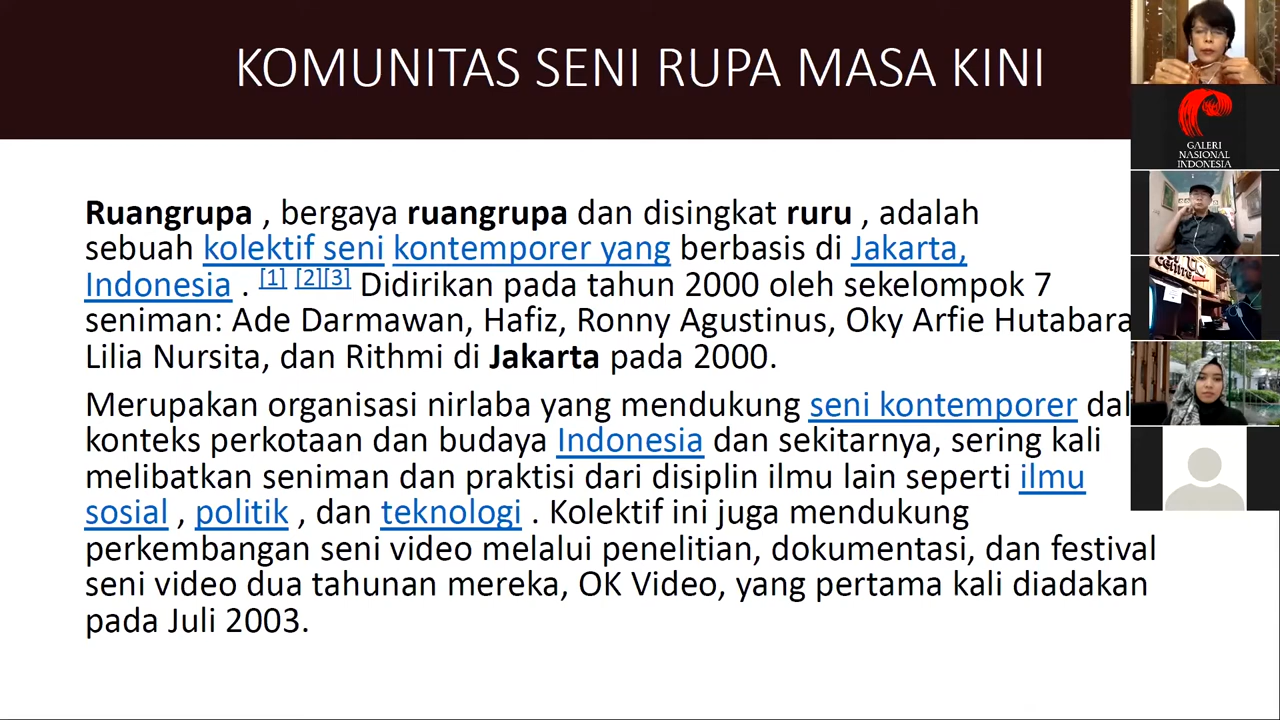 KOMUNITAS SENI RUPA MASA KINI
Ruangrupa , bergaya ruangrupa dan disingkat ruru , adalah
sebuah kolektif seni kontemporer yang berbasis di Jakarta,
Indonesia . [1] [2][3] Didirikan pada tahun 2000 oleh sekelompok 7
seniman: Ade Darmawan, Hafiz, Ronny Agustinus, Oky Arfie Hutabara
Lilia Nursita, dan Rithmi di Jakarta pada 2000.
Merupakan organisasi nirlaba yang mendukung seni kontemporer dal
konteks perkotaan dan budaya Indonesia dan sekitarnya, sering kali
melibatkan seniman dan praktisi dari disiplin ilmu lain seperti ilmu
sosial , politik , dan teknologi . Kolektif ini juga mendukung
perkembangan seni video melalui penelitian, dokumentasi, dan festival
seni video dua tahunan mereka, OK Video, yang pertama kali diadakan
pada Juli 2003.
GALERI
NASIONAL
INDONESIA